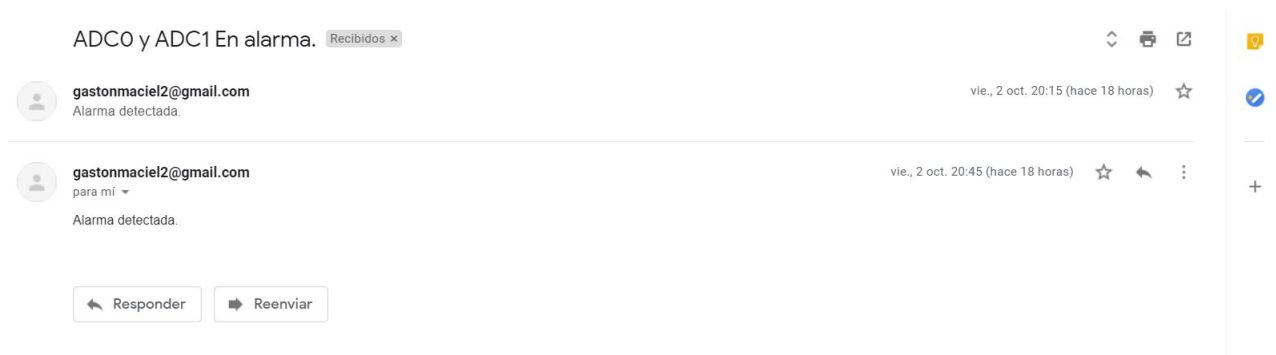 ADC0 y ADC1 En alarma. Recibidos ×
gastonmaciel2@gmail.com vie., 2 oct. 20:15 (hace 18 horas)
Alarma detectada.
gastonmaciel2@gmail.com vie., 2 oct. 20:45 (hace 18 horas)
para mí
Alarma detectada.
Responder Reenviar